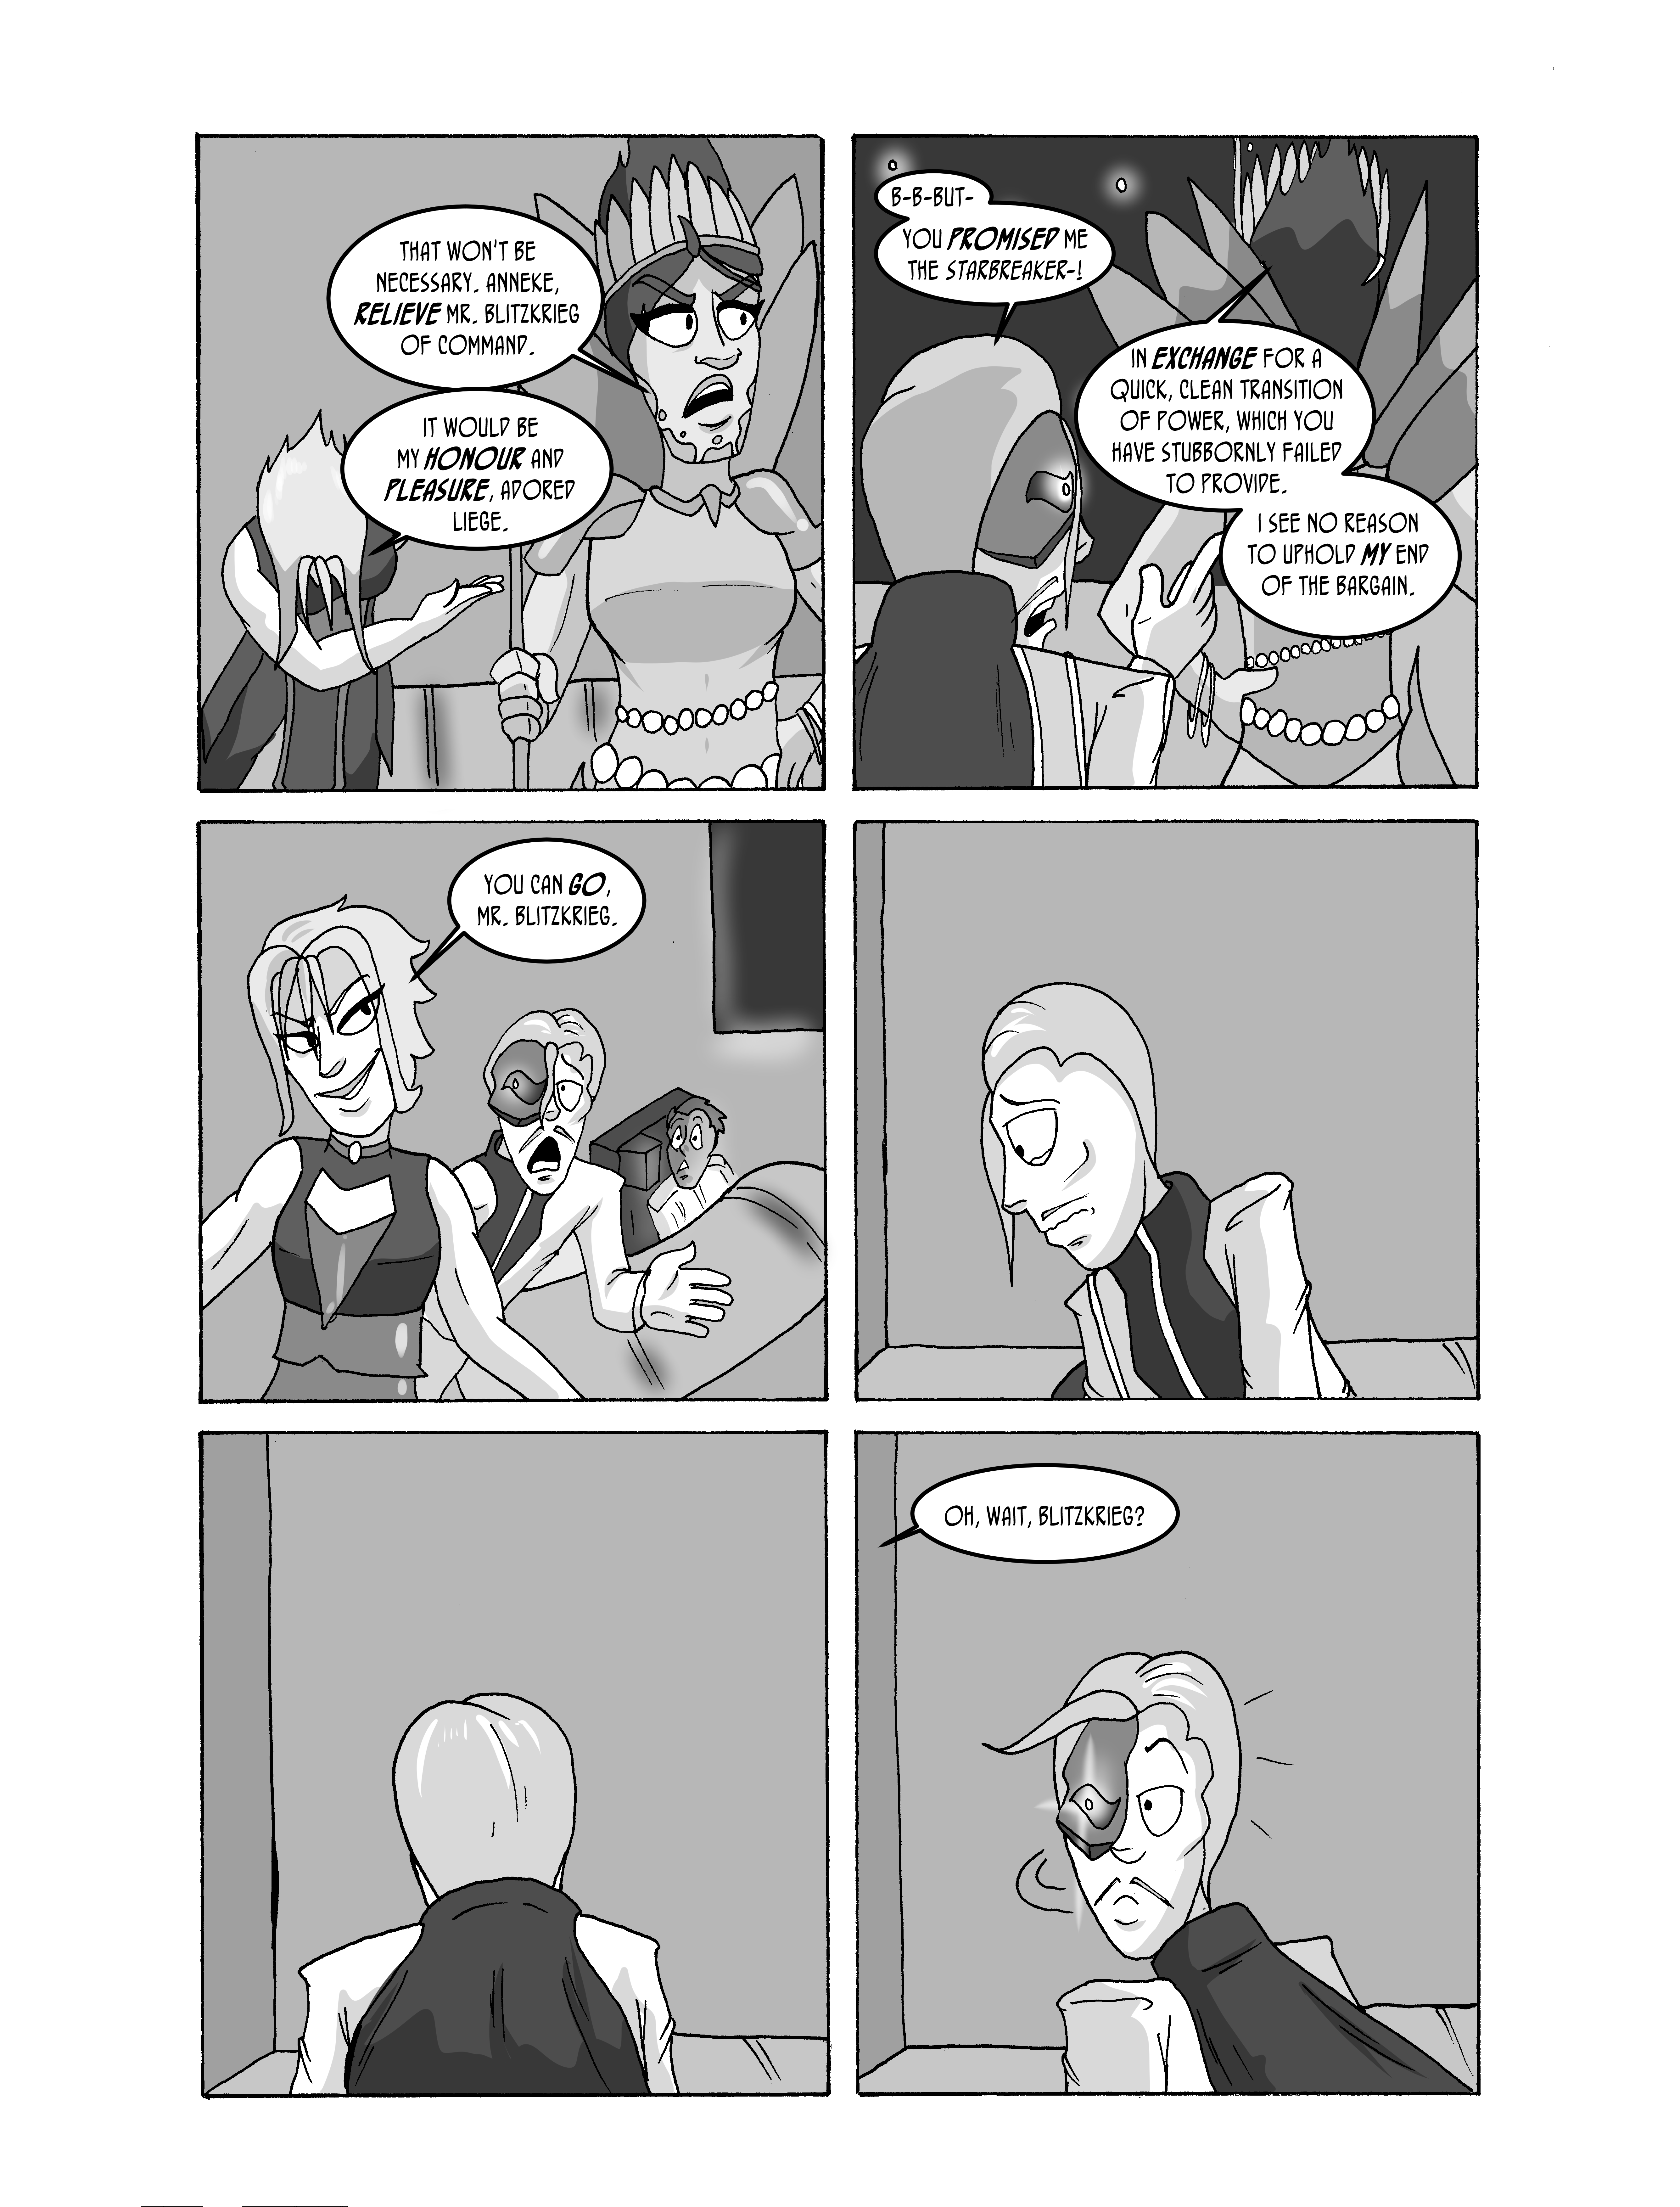 THAT WON'T BE
NECESSARY. ANNEKE,
RELIEVE MR. BLITZKRIEG
OF COMMAND.
IT WOULD BE
MY HONOUR AND
PLEASURE, ADORED
LIEGE.
B-B-BUT-
YOU PROMISED ME
THE STARBREAKER-!
IN EXCHANGE FOR A
QUICK, CLEAN TRANSITION
OF POWER, WHICH YOU
HAVE STUBBORNLY FAILED
TO PROVIDE.
I SEE NO REASON
TO UPHOLD MY END
OF THE BARGAIN.
YOU CAN GO,
MR. BLITZKRIEG.
OH, WAIT, BLITZKRIEG?